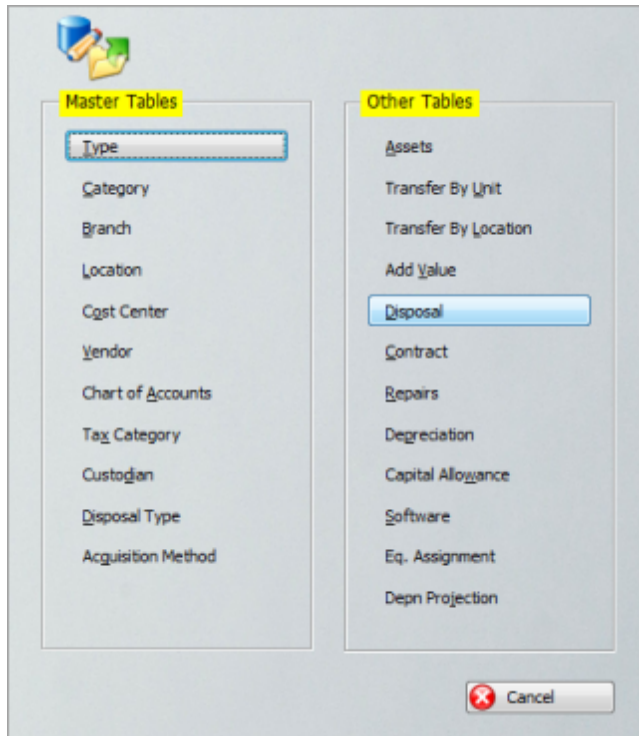 Master Tables
Type
Category
Branch
Location
Cost Center
Vendor
Chart of Accounts
Tax Category
Custodian
Disposal Type
Acquisition Method
Other Tables
Assets
Transfer By Unit
Transfer By Location
Add Value
Disposal
Contract
Repairs
Depreciation
Capital Allowance
Software
Eq. Assignment
Depn Projection
Cancel